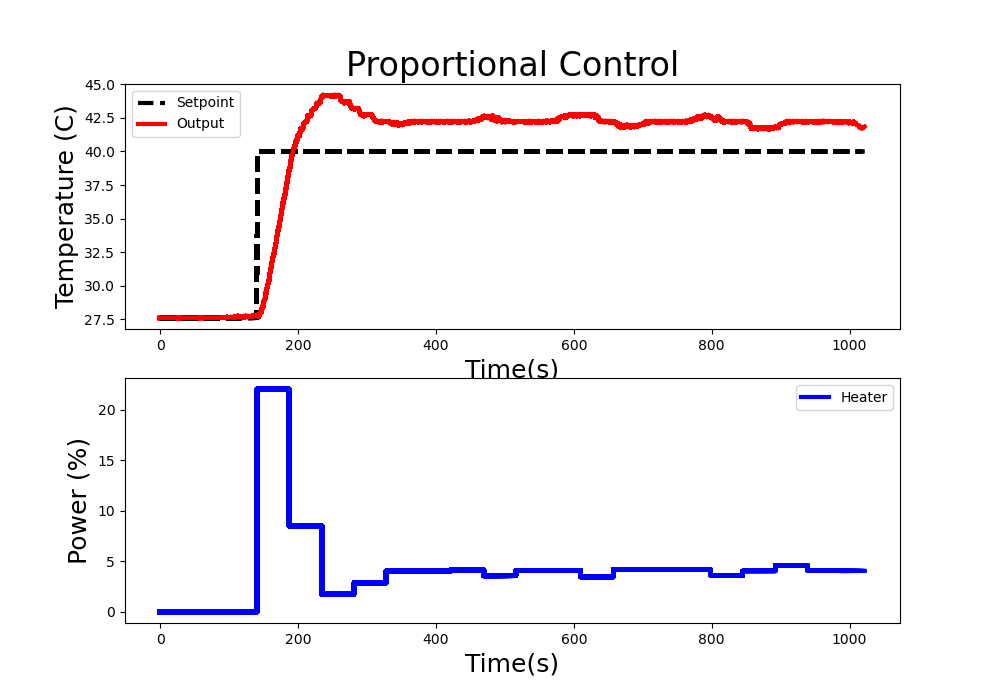 Proportional Control
Temperature (C)
45.0
42.5
40.0
37.5
35.0
32.5
30.0
27.5
Setpoint
Output
0 200 400 600 800 1000
Time(s)
Power (%)
20
15
10
5
0
Heater
0 200 400 600 800 1000
Time(s)